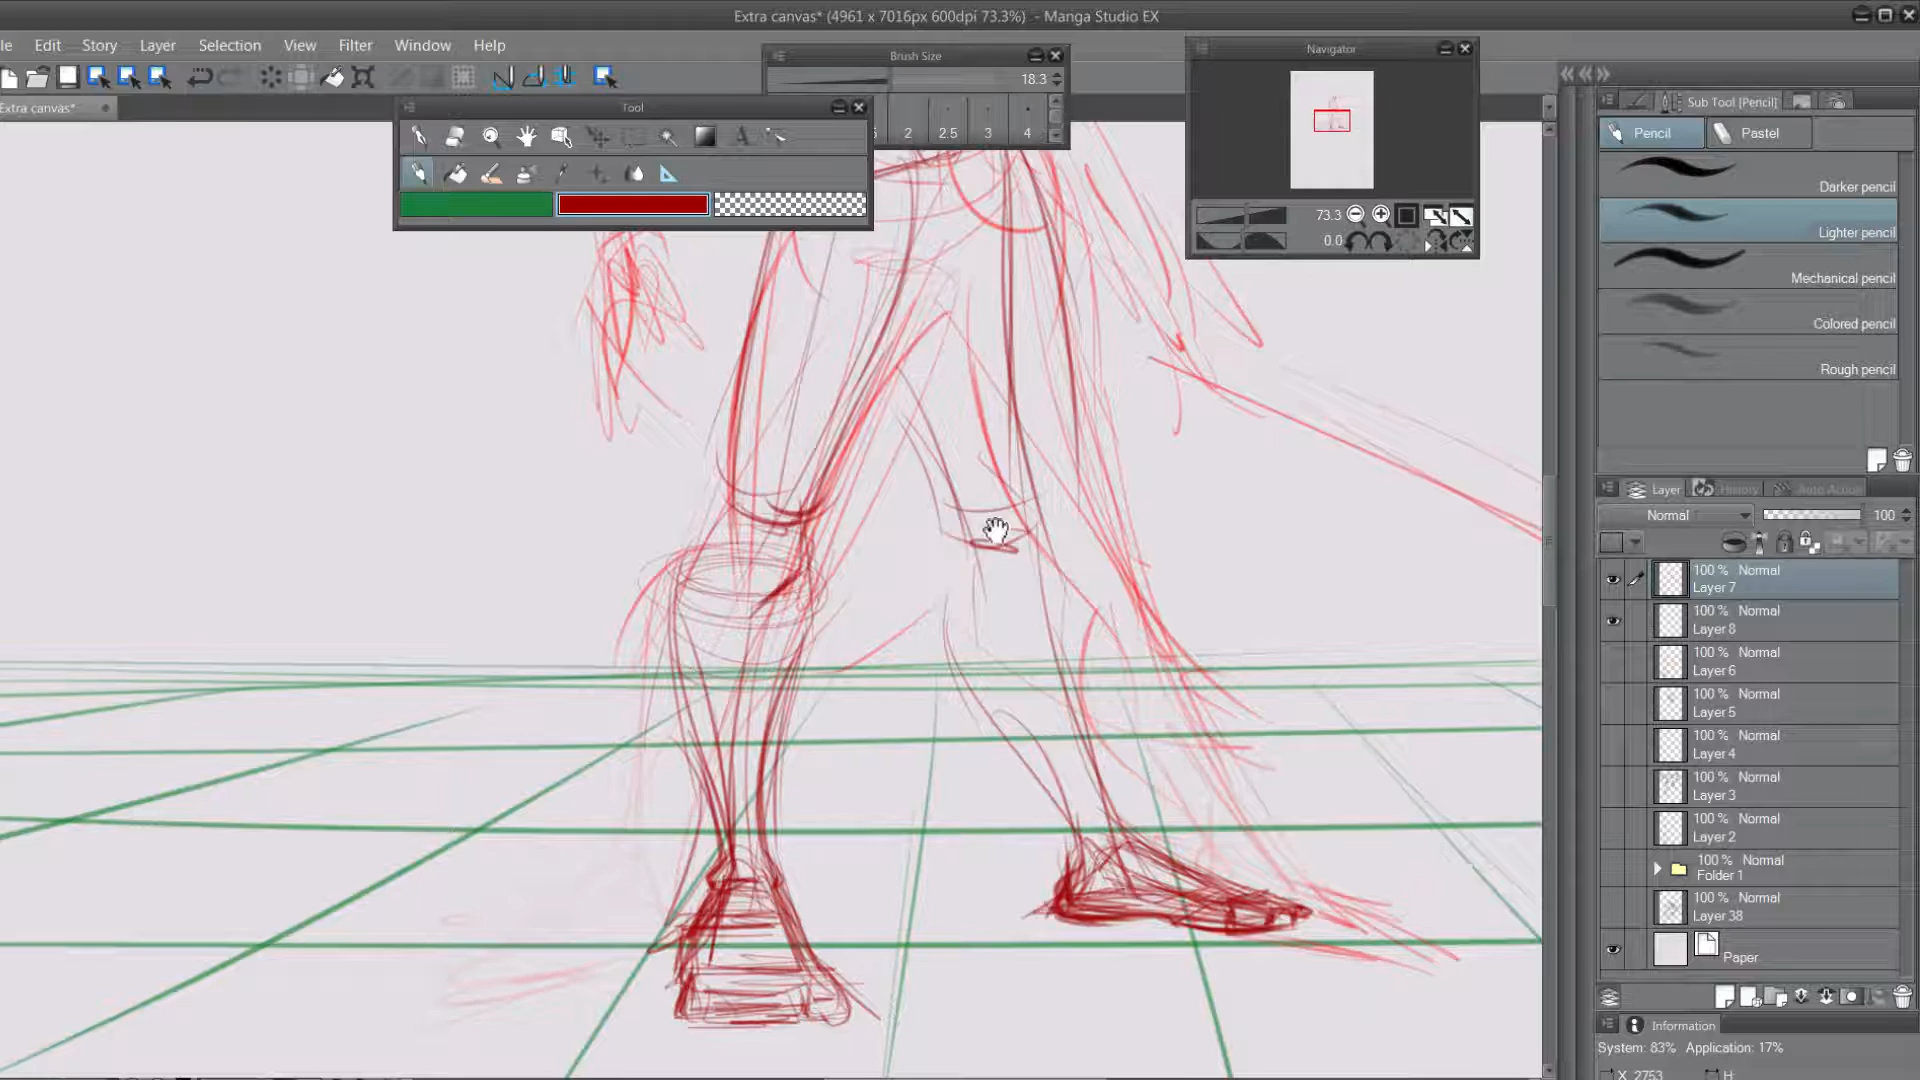 Extra canvas* (4961 x 7016px 600dpi 73.3%) - Manga Studio EX
le Edit Story Layer Selection View Filter Window Help
Brush Size
18.3
2 2.5 3 4
Navigator
73.3
0.0
Extra canvas*
Tool
Sub Tool [Pencil]
Pencil Pastel
Darker pencil
Lighter pencil
Mechanical pencil
Colored pencil
Rough pencil
Layer History Auto Action
Normal 100
100 % Normal
Layer 7
100 % Normal
Layer 8
100 % Normal
Layer 6
100 % Normal
Layer 5
100 % Normal
Layer 4
100 % Normal
Layer 3
100 % Normal
Layer 2
100 % Normal
Folder 1
100 % Normal
Layer 38
Paper
Information
System: 83% Application: 17%
X 2753 H: